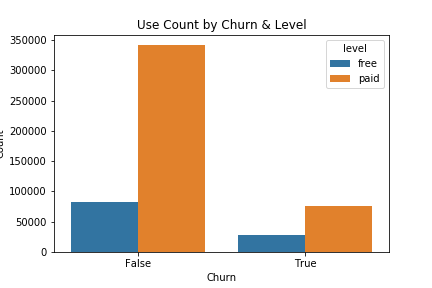 Use Count by Churn & Level
350000
300000
250000
200000
150000
100000
50000
0
level
free
paid
False
True
Churn
Count